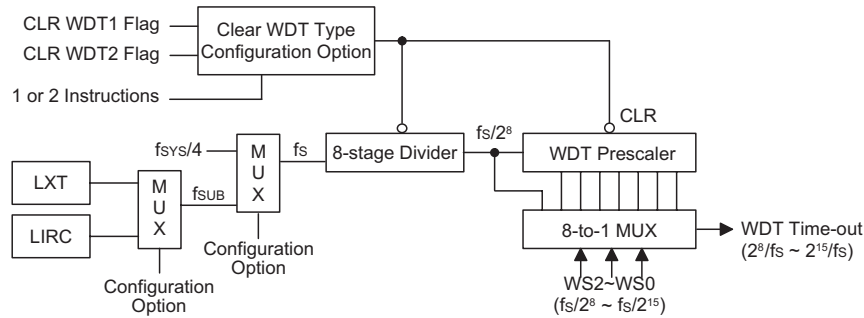 CLR WDT1 Flag
CLR WDT2 Flag
1 or 2 Instructions
Clear WDT Type
Configuration Option
CLR
fSYS/4
MUX
fS
8-stage Divider
fS/2⁸
WDT Prescaler
LXT
LIRC
MUX
fSUB
Configuration
Option
Configuration
Option
8-to-1 MUX
WDT Time-out
(2⁸/fS ~ 2¹⁵/fS)
WS2~WS0
(fS/2⁸ ~ fS/2¹⁵)